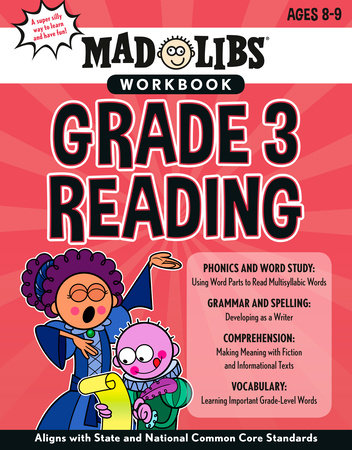 A super silly
way to learn
and have fun!
AGES 8-9
MAD LIBS®
WORKBOOK
GRADE 3
READING
PHONICS AND WORD STUDY:
Using Word Parts to Read Multisyllabic Words
GRAMMAR AND SPELLING:
Developing as a Writer
COMPREHENSION:
Making Meaning with Fiction
and Informational Texts
VOCABULARY:
Learning Important Grade-Level Words
Aligns with State and National Common Core Standards